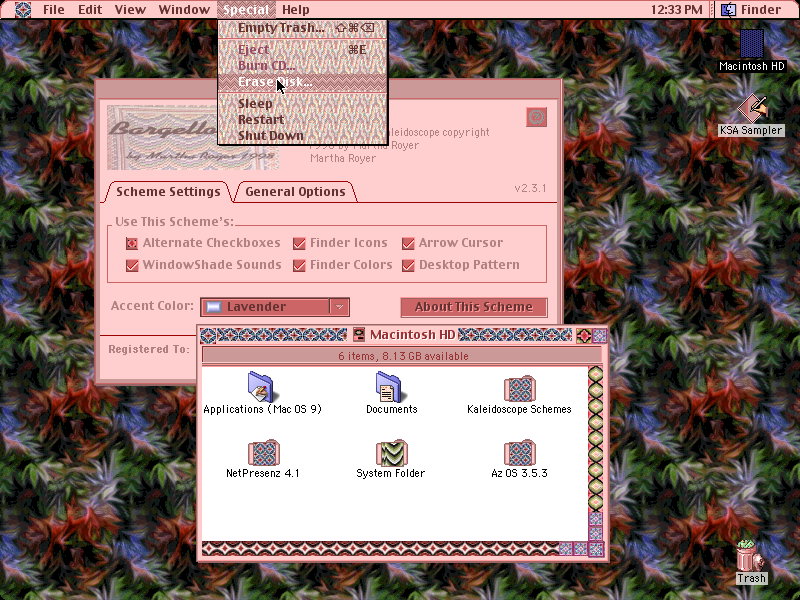 File Edit View Window Special Help 12:33 PM Finder
Empty Trash... ⇧⌘⌫
Eject ⌘E
Burn CD...
Erase Disk...
Sleep
Restart
Shut Down
Macintosh HD
KSA Sampler
Bargello
by Martha Royer 1998
Kaleidoscope copyright
1998 by Martha Royer
Martha Royer
v2.3.1
Scheme Settings General Options
Use This Scheme's:
Alternate Checkboxes Finder Icons Arrow Cursor
WindowShade Sounds Finder Colors Desktop Pattern
Accent Color: Lavender About This Scheme
Registered To:
Macintosh HD
6 items, 8.13 GB available
Applications (Mac OS 9) Documents Kaleidoscope Schemes
NetPresenz 4.1 System Folder Az OS 3.5.3
Trash